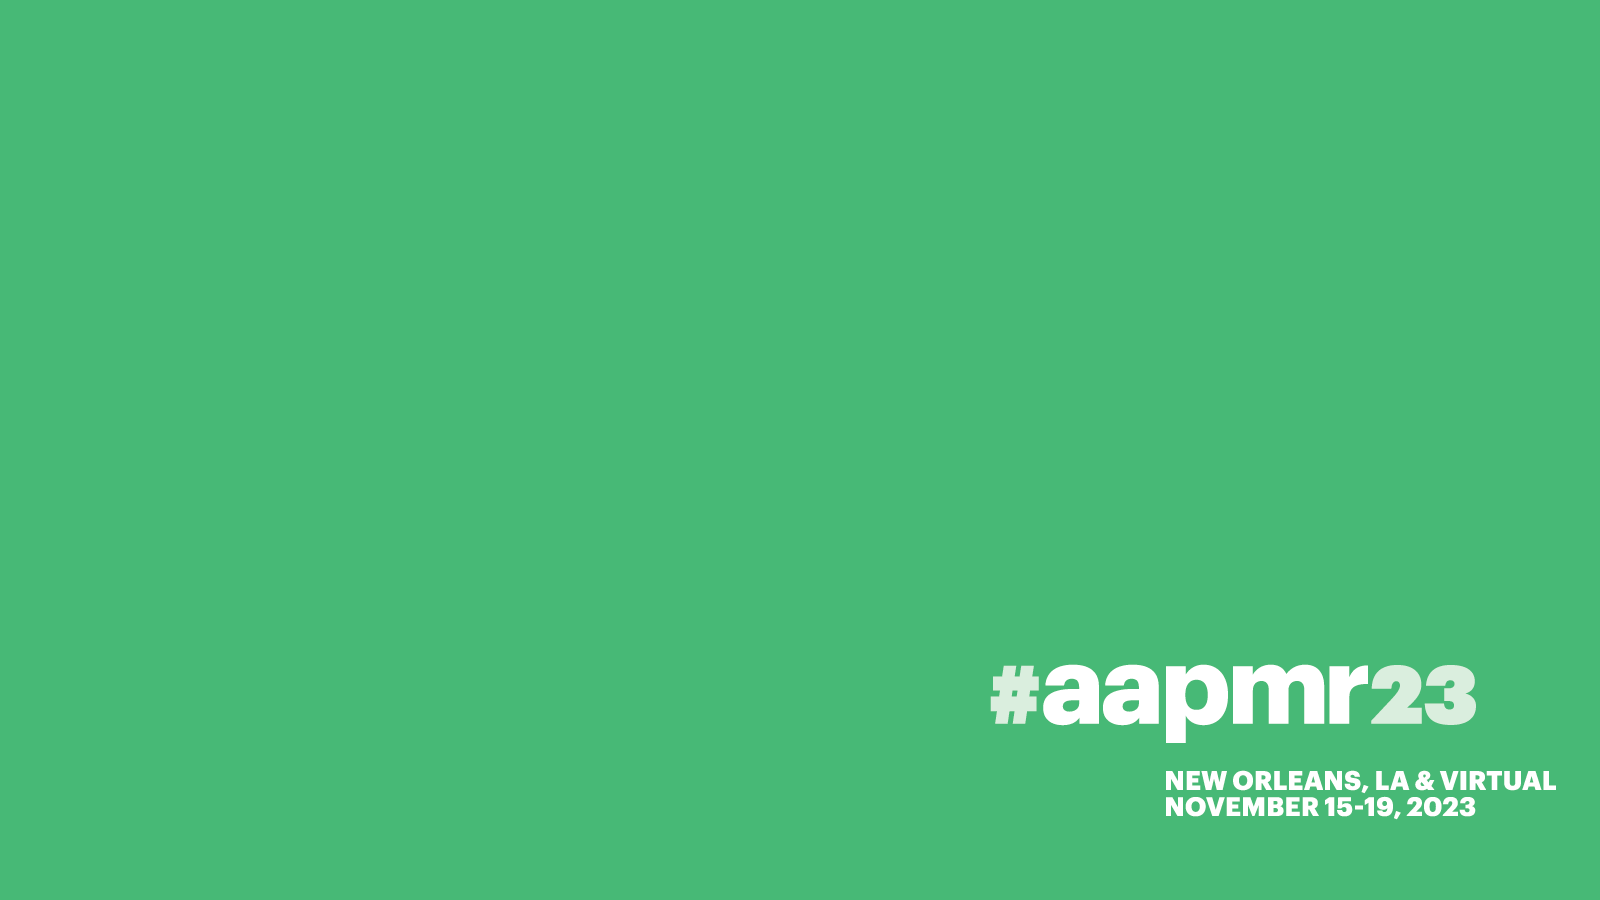 #aapmr23
NEW ORLEANS, LA & VIRTUAL
NOVEMBER 15-19, 2023